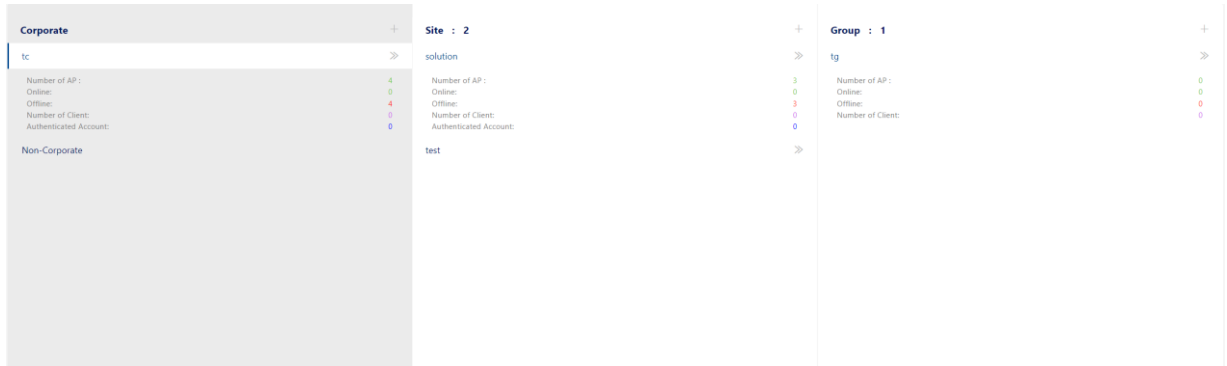 Corporate +
tc
Number of AP : 4
Online: 0
Offline: 4
Number of Client: 0
Authenticated Account: 0
Non-Corporate
Site : 2 +
solution
Number of AP : 3
Online: 0
Offline: 3
Number of Client: 0
Authenticated Account: 0
test
Group : 1 +
tg
Number of AP : 0
Online: 0
Offline: 0
Number of Client: 0